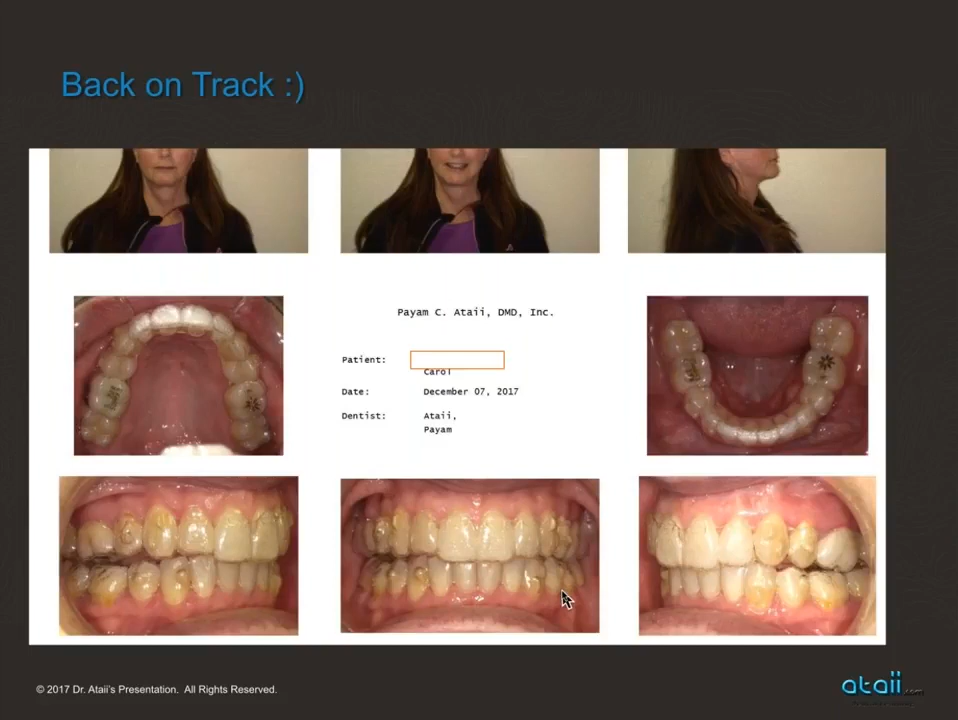 Back on Track :)
Payam C. Ataii, DMD, Inc.
Patient:
Carol
Date: December 07, 2017
Dentist: Ataii,
Payam
© 2017 Dr. Ataii's Presentation. All Rights Reserved.
ataii.com